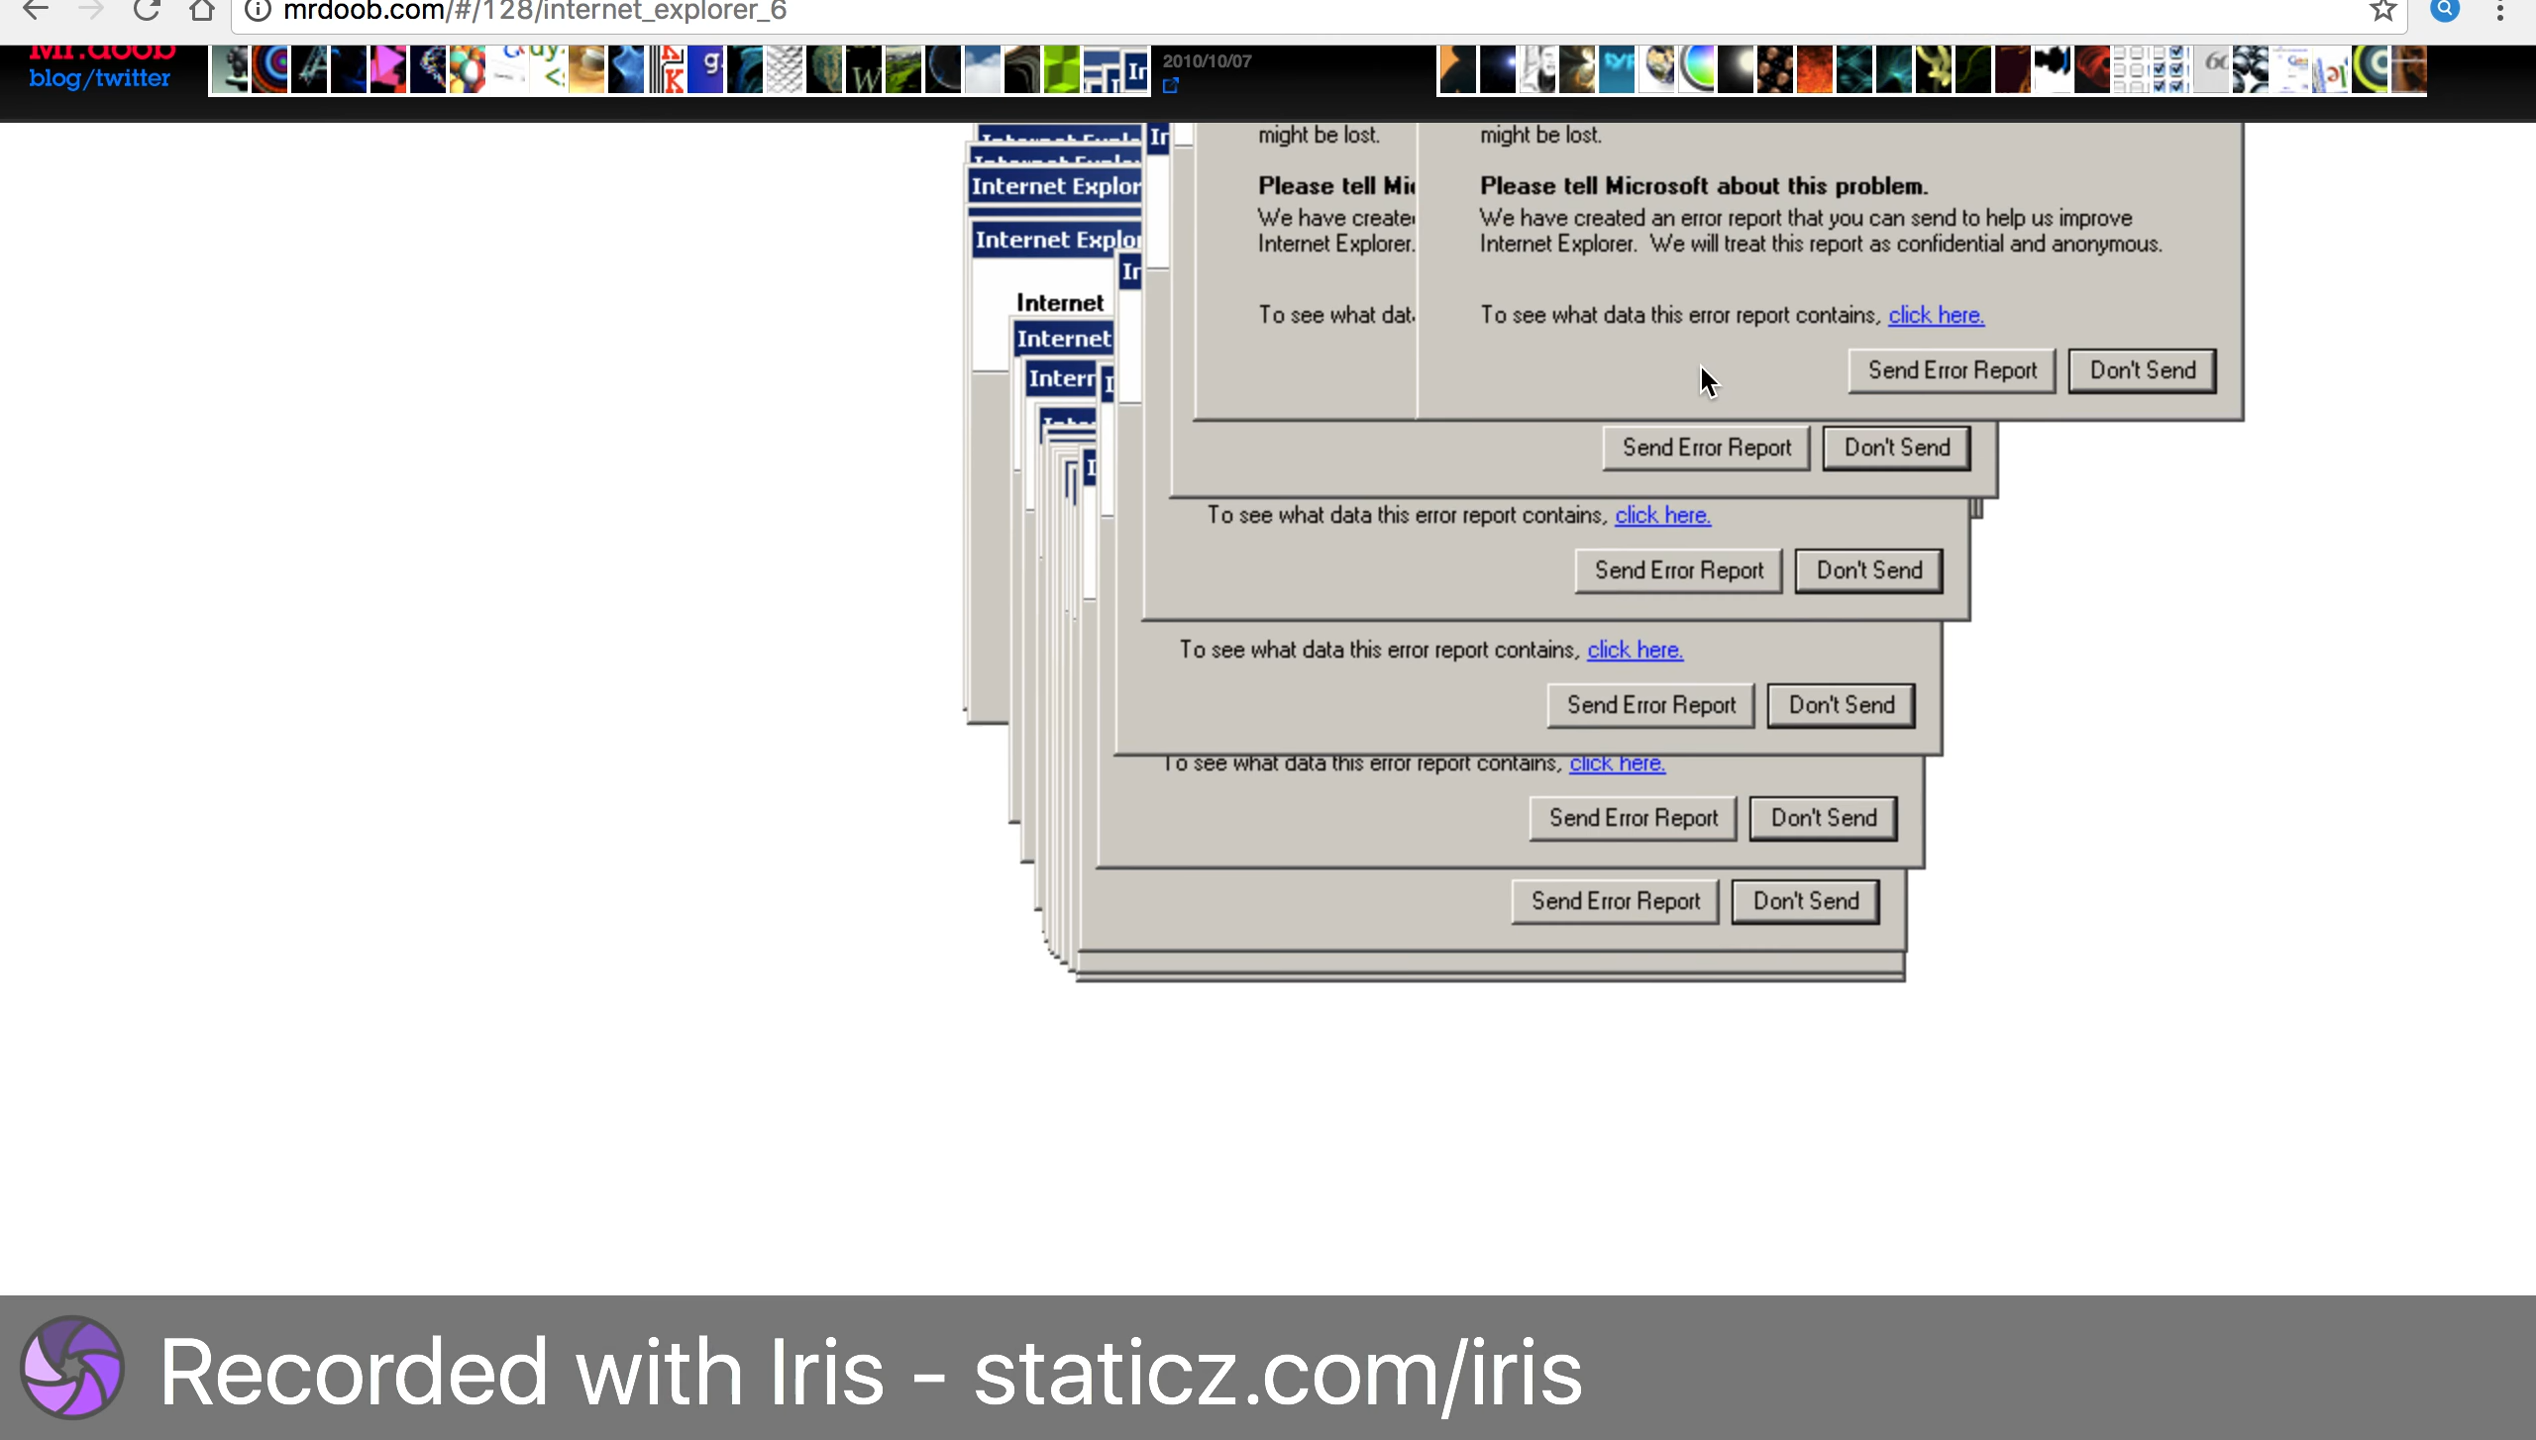 mrdoob.com/#/128/internet_explorer_6
Mr.doob
blog/twitter
2010/10/07
Internet Explor
Internet Explor
Internet
Internet
Intern
might be lost.
Please tell Mic
We have created
Internet Explorer.
To see what dat
might be lost.
Please tell Microsoft about this problem.
We have created an error report that you can send to help us improve
Internet Explorer. We will treat this report as confidential and anonymous.
To see what data this error report contains, click here.
Send Error Report Don't Send
Send Error Report Don't Send
To see what data this error report contains, click here.
Send Error Report Don't Send
To see what data this error report contains, click here.
Send Error Report Don't Send
To see what data this error report contains, click here.
Send Error Report Don't Send
Send Error Report Don't Send
Recorded with Iris - staticz.com/iris